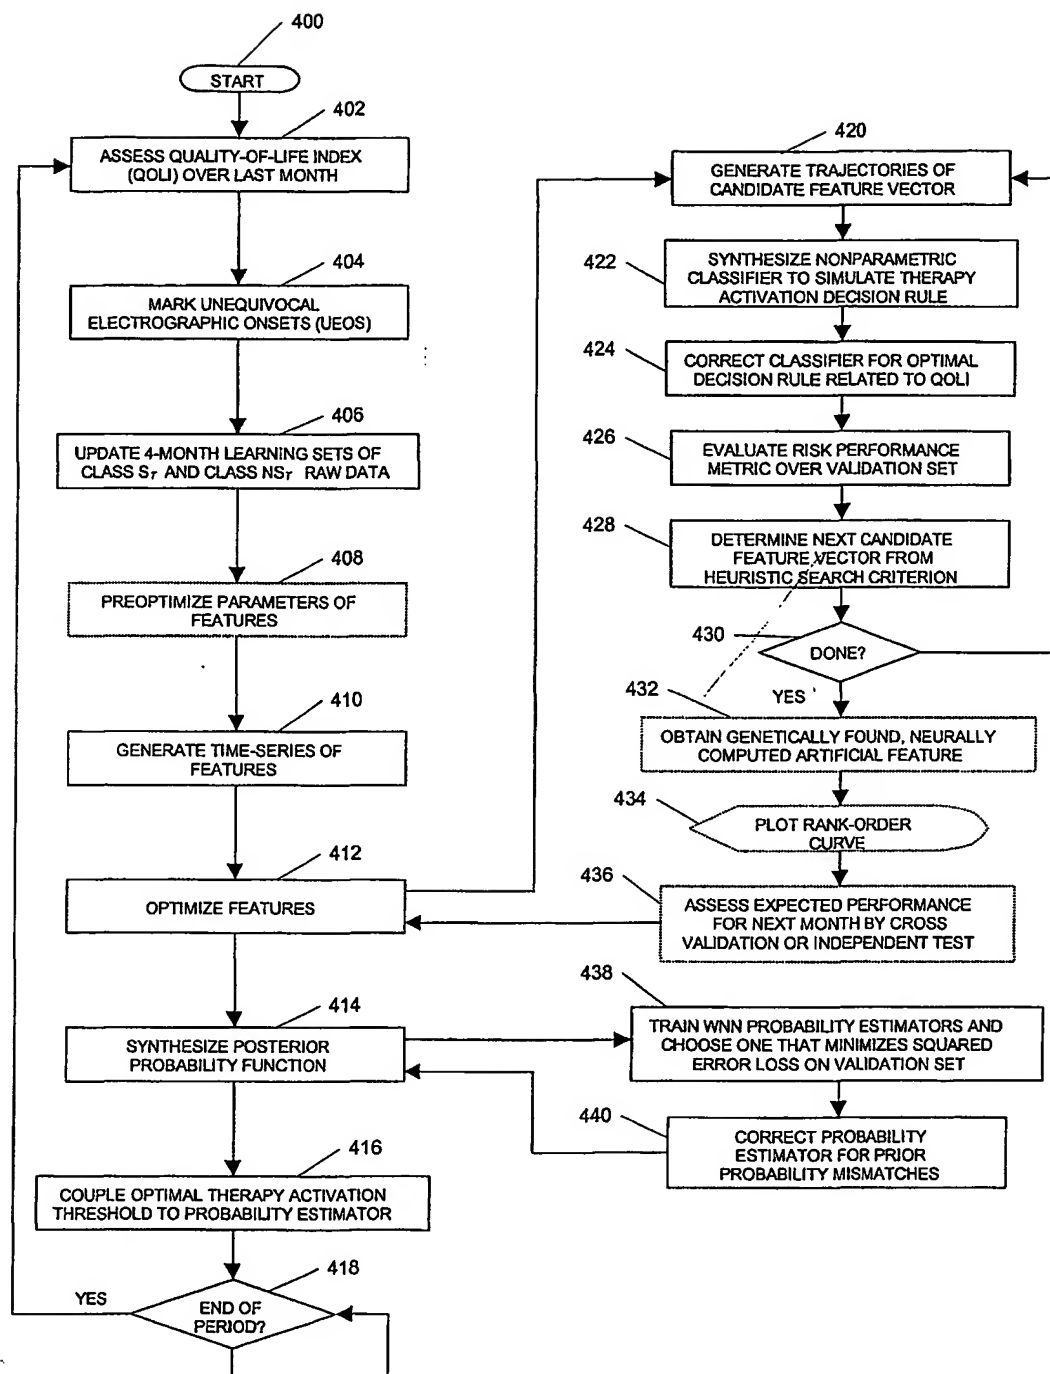 400
START
402
ASSESS QUALITY-OF-LIFE INDEX
(QOLI) OVER LAST MONTH
404
MARK UNEQUIVOCAL
ELECTROGRAPHIC ONSETS (UEOS)
406
UPDATE 4-MONTH LEARNING SETS OF
CLASS ST AND CLASS NST RAW DATA
408
PREOPTIMIZE PARAMETERS OF
FEATURES
410
GENERATE TIME-SERIES OF
FEATURES
412
OPTIMIZE FEATURES
414
SYNTHESIZE POSTERIOR
PROBABILITY FUNCTION
416
COUPLE OPTIMAL THERAPY ACTIVATION
THRESHOLD TO PROBABILITY ESTIMATOR
418
YES
END OF
PERIOD?
420
GENERATE TRAJECTORIES OF
CANDIDATE FEATURE VECTOR
422
SYNTHESIZE NONPARAMETRIC
CLASSIFIER TO SIMULATE THERAPY
ACTIVATION DECISION RULE
424
CORRECT CLASSIFIER FOR OPTIMAL
DECISION RULE RELATED TO QOLI
426
EVALUATE RISK PERFORMANCE
METRIC OVER VALIDATION SET
428
DETERMINE NEXT CANDIDATE
FEATURE VECTOR FROM
HEURISTIC SEARCH CRITERION
430
DONE?
YES
432
OBTAIN GENETICALLY FOUND, NEURALLY
COMPUTED ARTIFICIAL FEATURE
434
PLOT RANK-ORDER
CURVE
436
ASSESS EXPECTED PERFORMANCE
FOR NEXT MONTH BY CROSS
VALIDATION OR INDEPENDENT TEST
438
TRAIN WNN PROBABILITY ESTIMATORS AND
CHOOSE ONE THAT MINIMIZES SQUARED
ERROR LOSS ON VALIDATION SET
440
CORRECT PROBABILITY
ESTIMATOR FOR PRIOR
PROBABILITY MISMATCHES